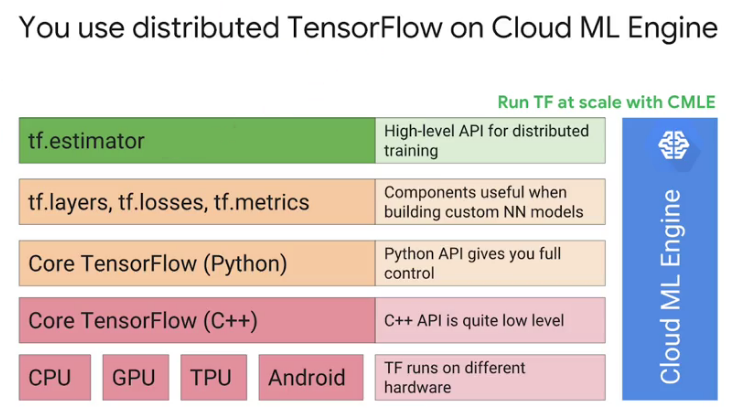 You use distributed TensorFlow on Cloud ML Engine
Run TF at scale with CMLE
tf.estimator
High-level API for distributed
training
tf.layers, tf.losses, tf.metrics
Components useful when
building custom NN models
Core TensorFlow (Python)
Python API gives you full
control
Core TensorFlow (C++)
C++ API is quite low level
CPU
GPU
TPU
Android
TF runs on different
hardware
Cloud ML Engine